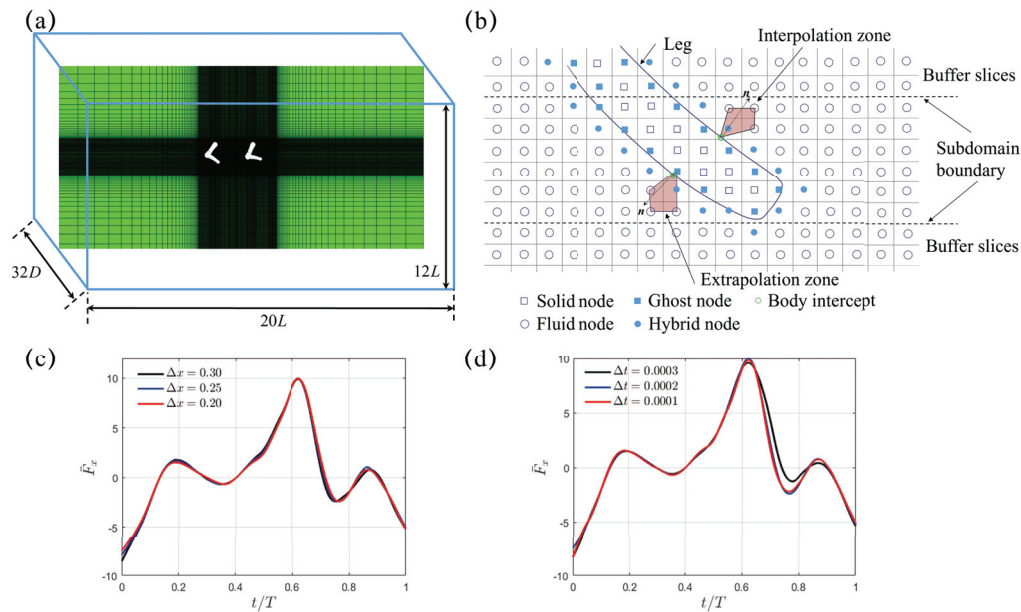 (a)
32D
12L
20L
(b)
Leg
Interpolation zone
n
Buffer slices
Subdomain
boundary
n
Buffer slices
Extrapolation zone
Solid node
Ghost node
Body intercept
Fluid node
Hybrid node
(c)
10
5
0
-5
-10
Δx = 0.30
Δx = 0.25
Δx = 0.20
F̄x
0
0.2
0.4
0.6
0.8
1
t/T
(d)
10
5
0
-5
-10
Δt = 0.0003
Δt = 0.0002
Δt = 0.0001
F̄x
0
0.2
0.4
0.6
0.8
1
t/T